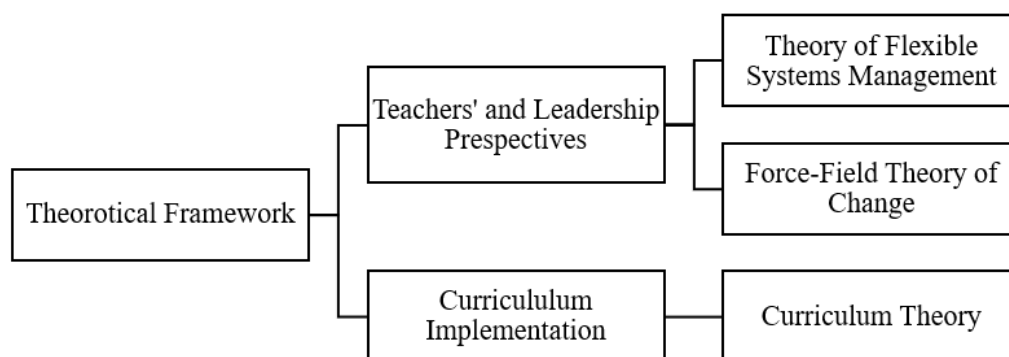 Theory of Flexible
Systems Management
Teachers' and Leadership
Prespectives
Force-Field Theory of
Change
Theorotical Framework
Curricululum
Implementation
Curriculum Theory